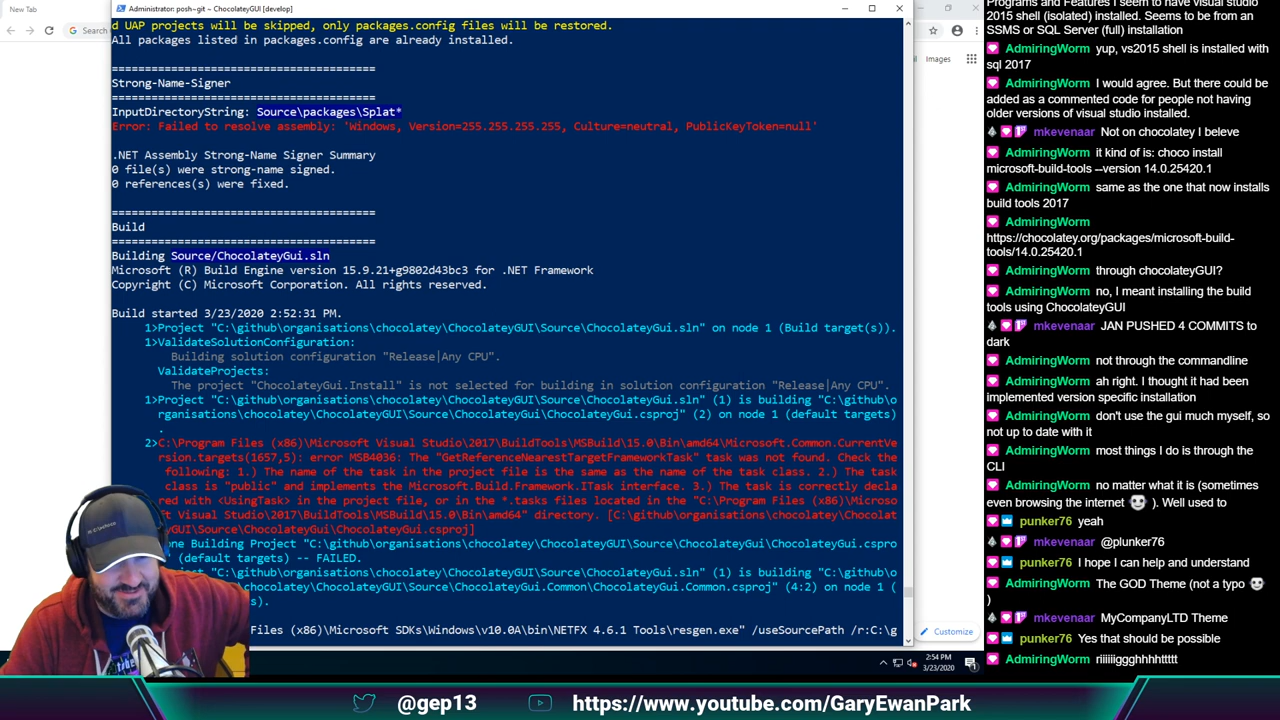 New Tab
Administrator: posh~git ~ ChocolateyGUI [develop]
Search
Images
Customize
d UAP projects will be skipped, only packages.config files will be restored.
All packages listed in packages.config are already installed.
========================================
Strong-Name-Signer
========================================
InputDirectoryString: Source\packages\Splat*
Error: Failed to resolve assembly: 'Windows, Version=255.255.255.255, Culture=neutral, PublicKeyToken=null'
.NET Assembly Strong-Name Signer Summary
0 file(s) were strong-name signed.
0 references(s) were fixed.
========================================
Build
========================================
Building Source/ChocolateyGui.sln
Microsoft (R) Build Engine version 15.9.21+g9802d43bc3 for .NET Framework
Copyright (C) Microsoft Corporation. All rights reserved.
Build started 3/23/2020 2:52:31 PM.
1>Project "C:\github\organisations\chocolatey\ChocolateyGUI\Source\ChocolateyGui.sln" on node 1 (Build target(s)).
1>ValidateSolutionConfiguration:
Building solution configuration "Release|Any CPU".
ValidateProjects:
The project "ChocolateyGui.Install" is not selected for building in solution configuration "Release|Any CPU".
1>Project "C:\github\organisations\chocolatey\ChocolateyGUI\Source\ChocolateyGui.sln" (1) is building "C:\github\o
rganisations\chocolatey\ChocolateyGUI\Source\ChocolateyGui\ChocolateyGui.csproj" (2) on node 1 (default targets)
.
2>C:\Program Files (x86)\Microsoft Visual Studio\2017\BuildTools\MSBuild\15.0\Bin\amd64\Microsoft.Common.CurrentVe
rsion.targets(1657,5): error MSB4036: The "GetReferenceNearestTargetFrameworkTask" task was not found. Check the
following: 1.) The name of the task in the project file is the same as the name of the task class. 2.) The task
class is "public" and implements the Microsoft.Build.Framework.ITask interface. 3.) The task is correctly decla
red with <UsingTask> in the project file, or in the *.tasks files located in the "C:\Program Files (x86)\Micros
oft Visual Studio\2017\BuildTools\MSBuild\15.0\Bin\amd64" directory. [C:\github\organisations\chocolatey\Chocolat
yGUI\Source\ChocolateyGui\ChocolateyGui.csproj]
one Building Project "C:\github\organisations\chocolatey\ChocolateyGUI\Source\ChocolateyGui\ChocolateyGui.cspro
(default targets) -- FAILED.
ject "C:\github\organisations\chocolatey\ChocolateyGUI\Source\ChocolateyGui.sln" (1) is building "C:\github\o
\chocolatey\ChocolateyGUI\Source\ChocolateyGui.Common\ChocolateyGui.Common.csproj" (4:2) on node 1 (
s).
Files (x86)\Microsoft SDKs\Windows\v10.0A\bin\NETFX 4.6.1 Tools\resgen.exe" /useSourcePath /r:C:\g
2:54 PM
3/23/2020
Programs and Features I seem to have visual studio
2015 shell (isolated) installed. Seems to be from an
SSMS or SQL Server (full) installation
AdmiringWorm yup, vs2015 shell is installed with
sql 2017
AdmiringWorm I would agree. But there could be
added as a commented code for people not having
older versions of visual studio installed.
mkevenaar Not on chocolatey I beleve
AdmiringWorm it kind of is: choco install
microsoft-build-tools --version 14.0.25420.1
AdmiringWorm same as the one that now installs
build tools 2017
AdmiringWorm
https://chocolatey.org/packages/microsoft-build-
tools/14.0.25420.1
AdmiringWorm through chocolateyGUI?
AdmiringWorm no, I meant installing the build
tools using ChocolateyGUI
mkevenaar JAN PUSHED 4 COMMITS to
dark
AdmiringWorm not through the commandline
AdmiringWorm ah right. I thought it had been
implemented version specific installation
AdmiringWorm don't use the gui much myself, so
not up to date with it
AdmiringWorm most things I do is through the
CLI
AdmiringWorm no matter what it is (sometimes
even browsing the internet ). Well used to
punker76 yeah
mkevenaar @plunker76
punker76 I hope I can help and understand
AdmiringWorm The GOD Theme (not a typo
)
mkevenaar MyCompanyLTD Theme
punker76 Yes that should be possible
AdmiringWorm riiiiiiggghhhhttttt
@gep13
https://www.youtube.com/GaryEwanPark